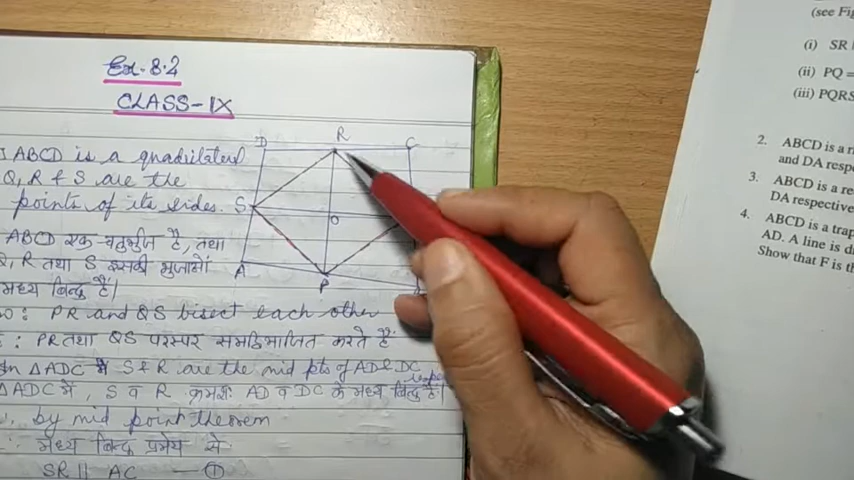 Ex-8.2
CLASS-IX
ABCD is a quadrilateral
Q, R & S are the
points of its sides.
ABCD एक चतुर्भुज है, तथा
Q, R तथा S इसकी भुजाओं
मध्य बिन्दु हैं।
PR and QS bisect each other
PR तथा QS परस्पर समद्विभाजित करते हैं
In ΔADC S & R are the mid pts of AD & DC
ΔADC में, S व R क्रमशः AD व DC के मध्य बिन्दु हैं।
by mid point theorem
मध्य बिन्दु प्रमेय से
SR || AC — ①
D R C
S O
A P
(see Fig
(i) SR
(ii) PQ =
(iii) PQRS
2. ABCD is a
and DA resp
3. ABCD is a re
DA respec
4. ABCD is a trap
AD. A line is d
Show that F is th